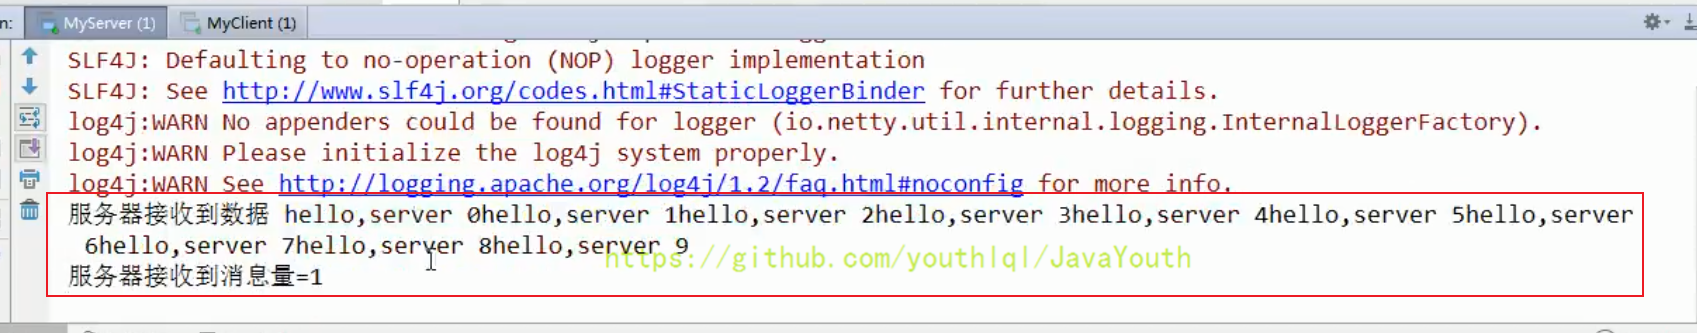 n:
MyServer (1)
MyClient (1)
SLF4J: Defaulting to no-operation (NOP) logger implementation
SLF4J: See http://www.slf4j.org/codes.html#StaticLoggerBinder for further details.
log4j:WARN No appenders could be found for logger (io.netty.util.internal.logging.InternalLoggerFactory).
log4j:WARN Please initialize the log4j system properly.
log4j:WARN See http://logging.apache.org/log4j/1.2/faq.html#noconfig for more info.
服务器接收到数据 hello,server 0hello,server 1hello,server 2hello,server 3hello,server 4hello,server 5hello,server
6hello,server 7hello,server 8hello,server 9
https://github.com/youthlql/JavaYouth
服务器接收到消息量=1